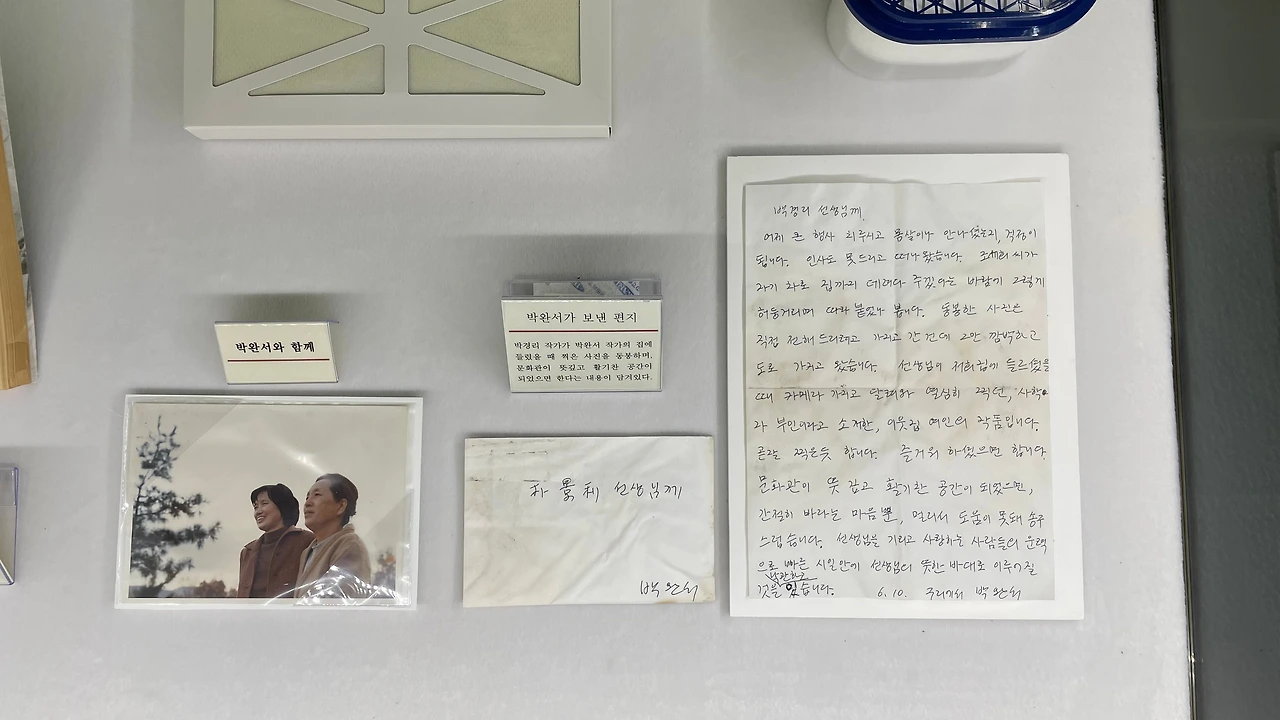 박완서와 함께
박완서가 보낸 편지
박경리 작가가 박완서 작가의 집에
들렀을 때 찍은 사진을 동봉하며,
문화관이 뜻깊고 활기찬 공간이
되었으면 한다는 내용이 담겨있다.
朴景利 선생님께
박완서
박경리 선생님께
어제 큰 행사 치루시고 몸살이나 안나셨는지, 걱정이
됩니다. 인사도 못드리고 떠나왔습니다. 조혜리 씨가
자기 차로 집까지 데려다 주겠다는 바람에 그렇게
허둥거리며 따라 붙었나 봅니다. 동봉한 사진은
직접 전해 드리려고 가지고 간건데 고만 깜박하고
도로 가지고 왔습니다. 선생님이 저희집에 들르셨을
때 카메라 가지고 달려와 열심히 찍던, 사학
자 부인이라고 소개한, 이웃집 여인의 작품입니다.
곧잘 찍은듯 합니다. 즐거워 하셨으면 합니다.
문화관이 뜻 깊고 활기찬 공간이 되었으면,
간절히 바라는 마음뿐, 멀리서 도움이 못돼 송구
스럽습니다. 선생님을 기리고 사랑하는 사람들의 운력
으로 빠른 시일안에 선생님의 뜻한 바대로 이루어질
것을 믿습니다. 6.10. 구리에서 박완서